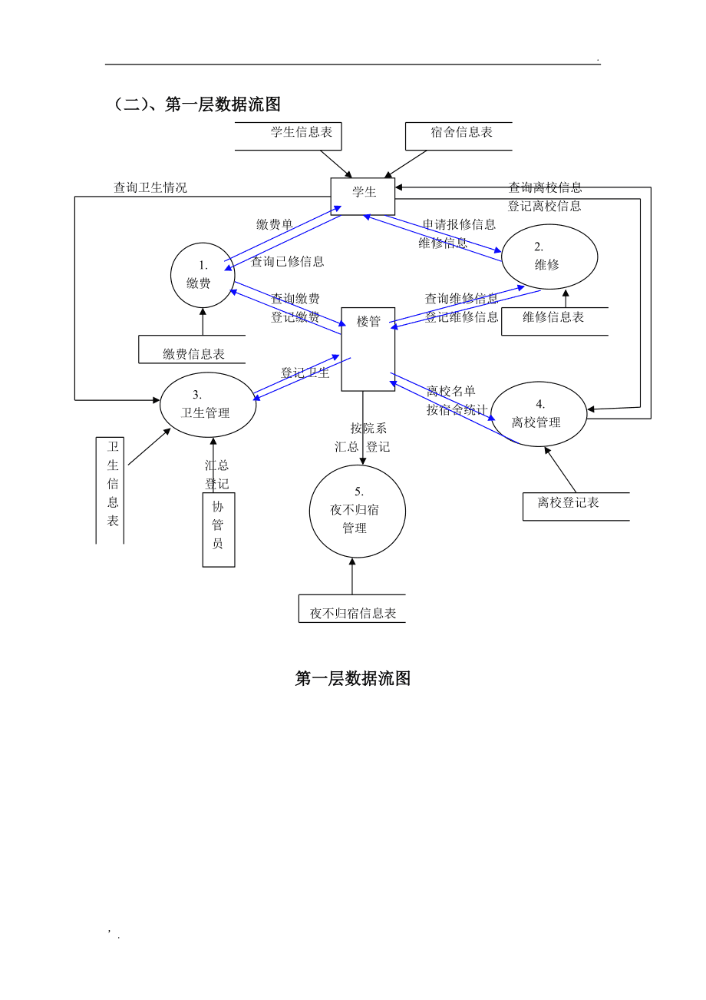 （二）、第一层数据流图
学生信息表
宿舍信息表
查询卫生情况
学生
查询离校信息
登记离校信息
缴费单
申请报修信息
维修信息
查询已修信息
1.
缴费
2.
维修
查询缴费
登记缴费
楼管
查询维修信息
登记维修信息
维修信息表
缴费信息表
登记卫生
3.
卫生管理
离校名单
按宿舍统计
4.
离校管理
按院系
汇总 登记
卫
生
信
息
表
汇总
登记
协
管
员
5.
夜不归宿
管理
离校登记表
夜不归宿信息表
第一层数据流图